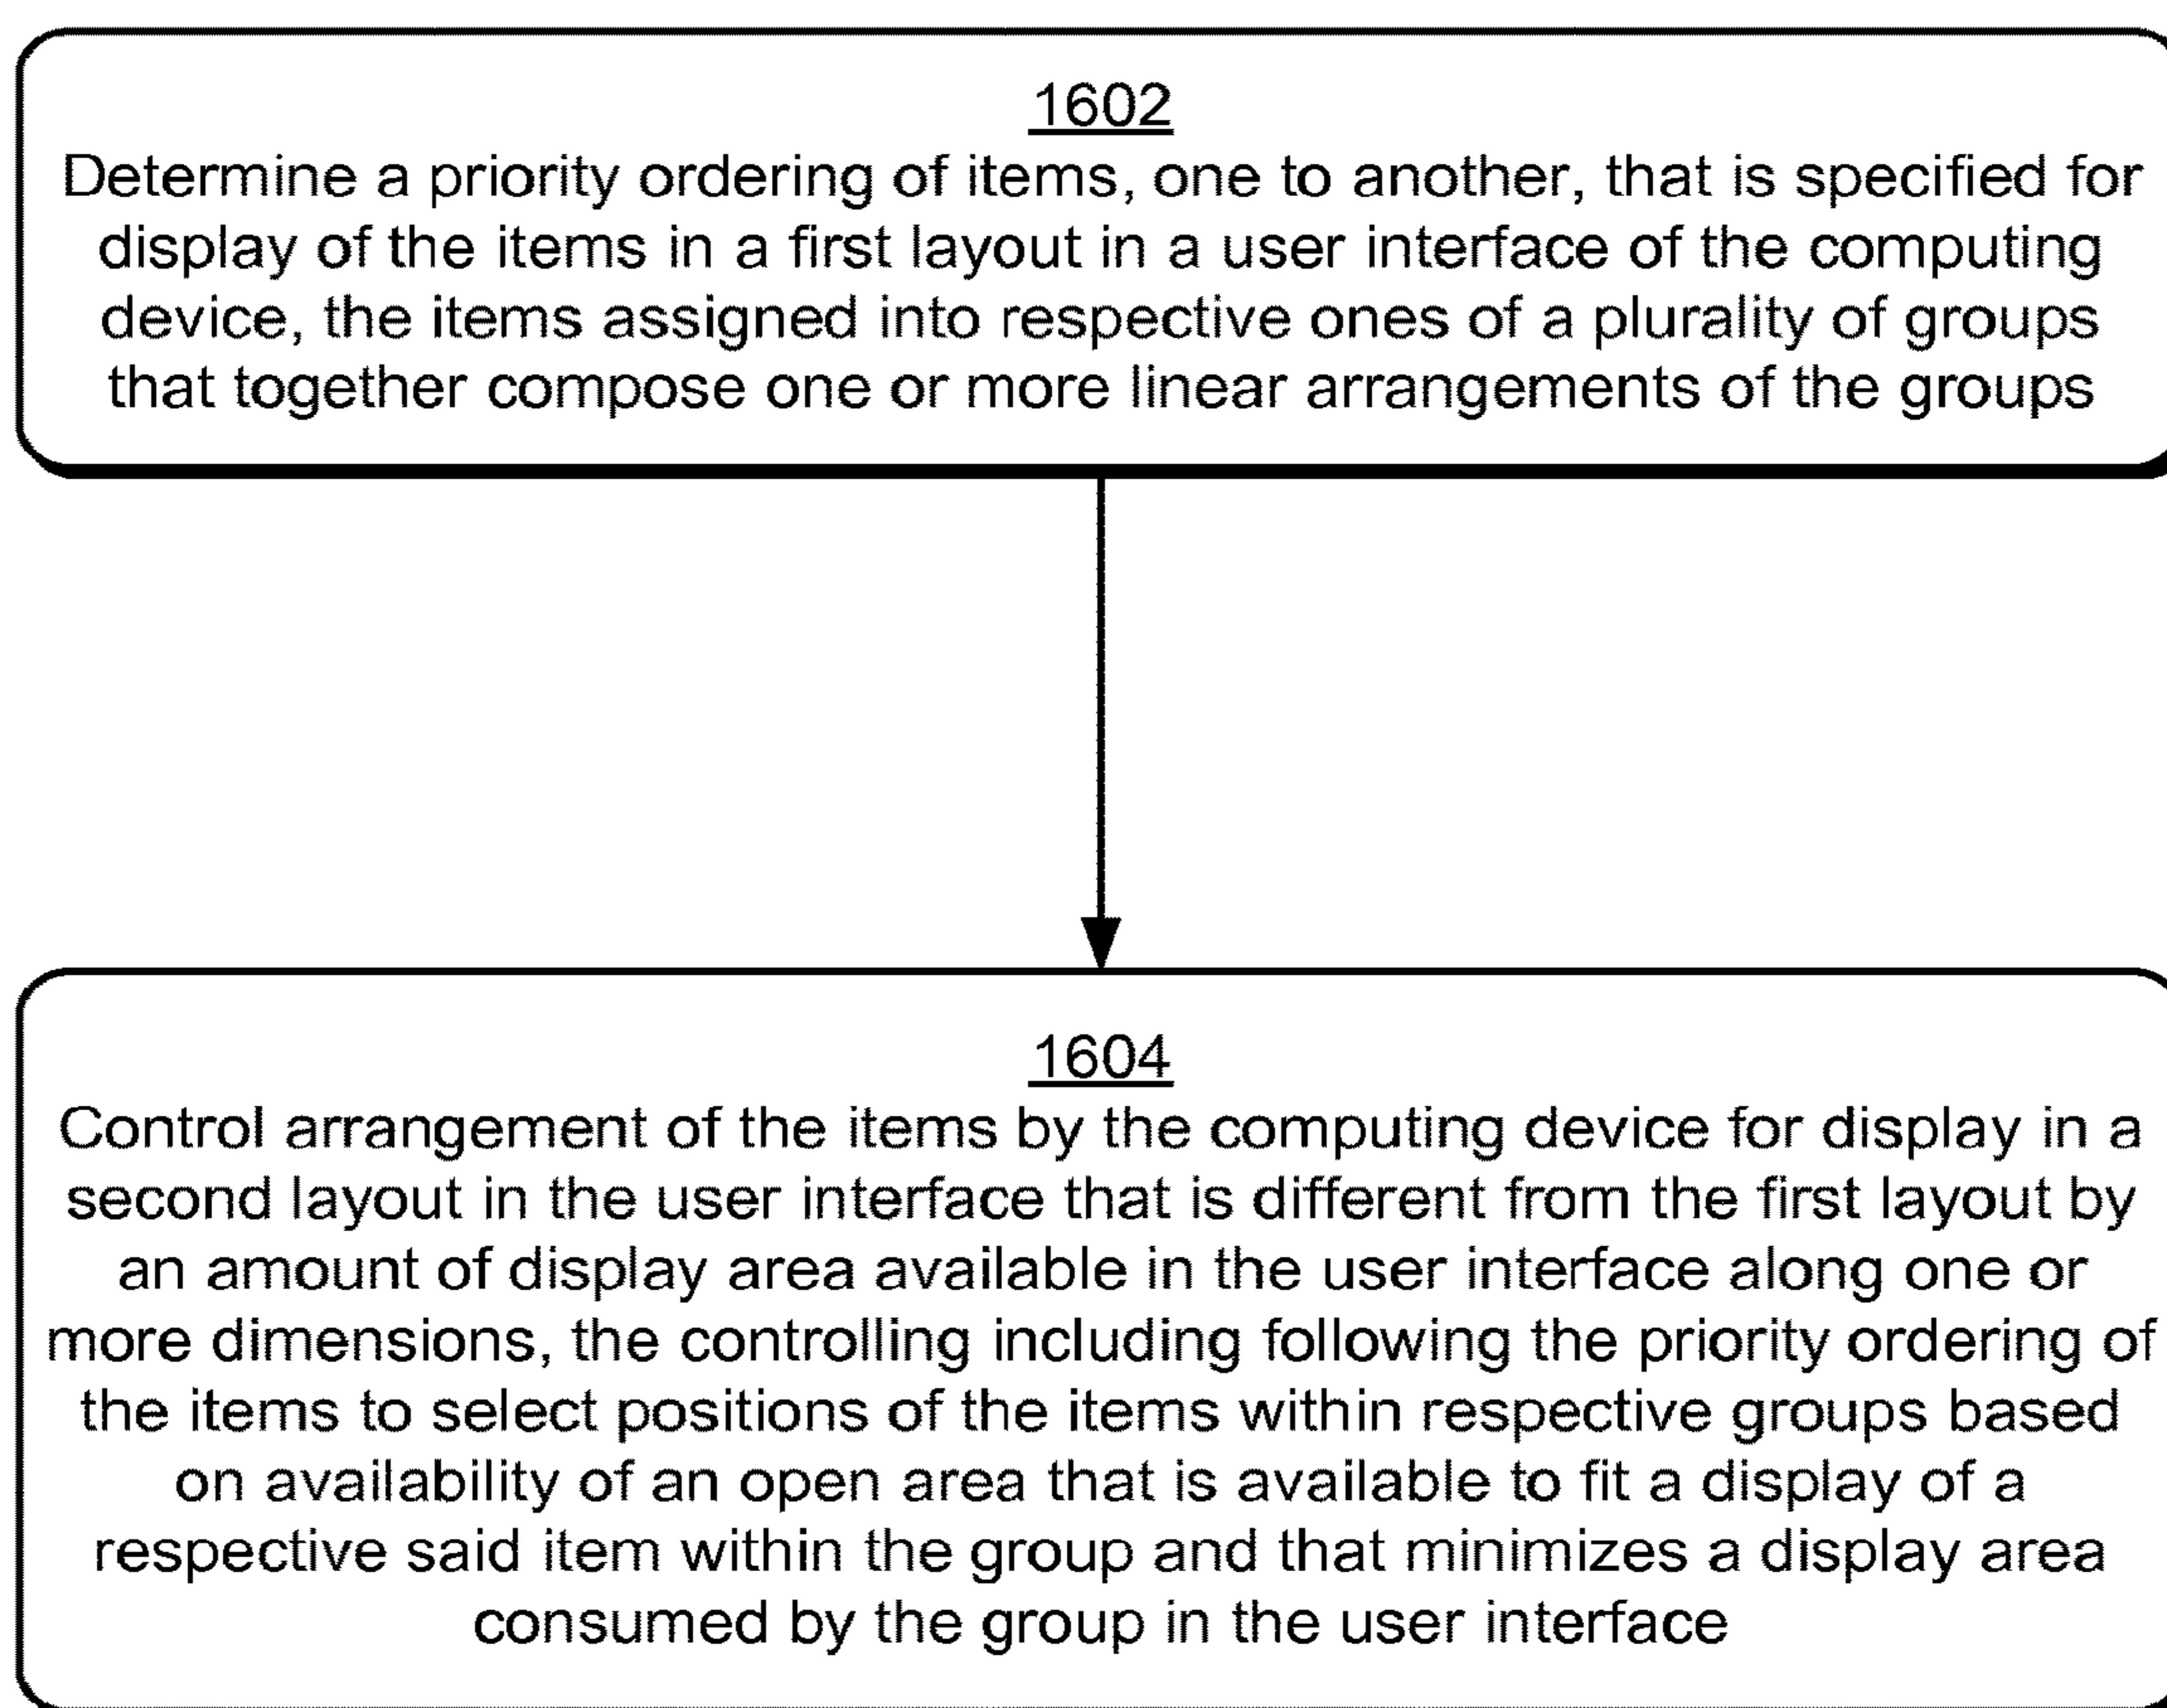 1602
Determine a priority ordering of items, one to another, that is specified for
display of the items in a first layout in a user interface of the computing
device, the items assigned into respective ones of a plurality of groups
that together compose one or more linear arrangements of the groups
1604
Control arrangement of the items by the computing device for display in a
second layout in the user interface that is different from the first layout by
an amount of display area available in the user interface along one or
more dimensions, the controlling including following the priority ordering of
the items to select positions of the items within respective groups based
on availability of an open area that is available to fit a display of a
respective said item within the group and that minimizes a display area
consumed by the group in the user interface